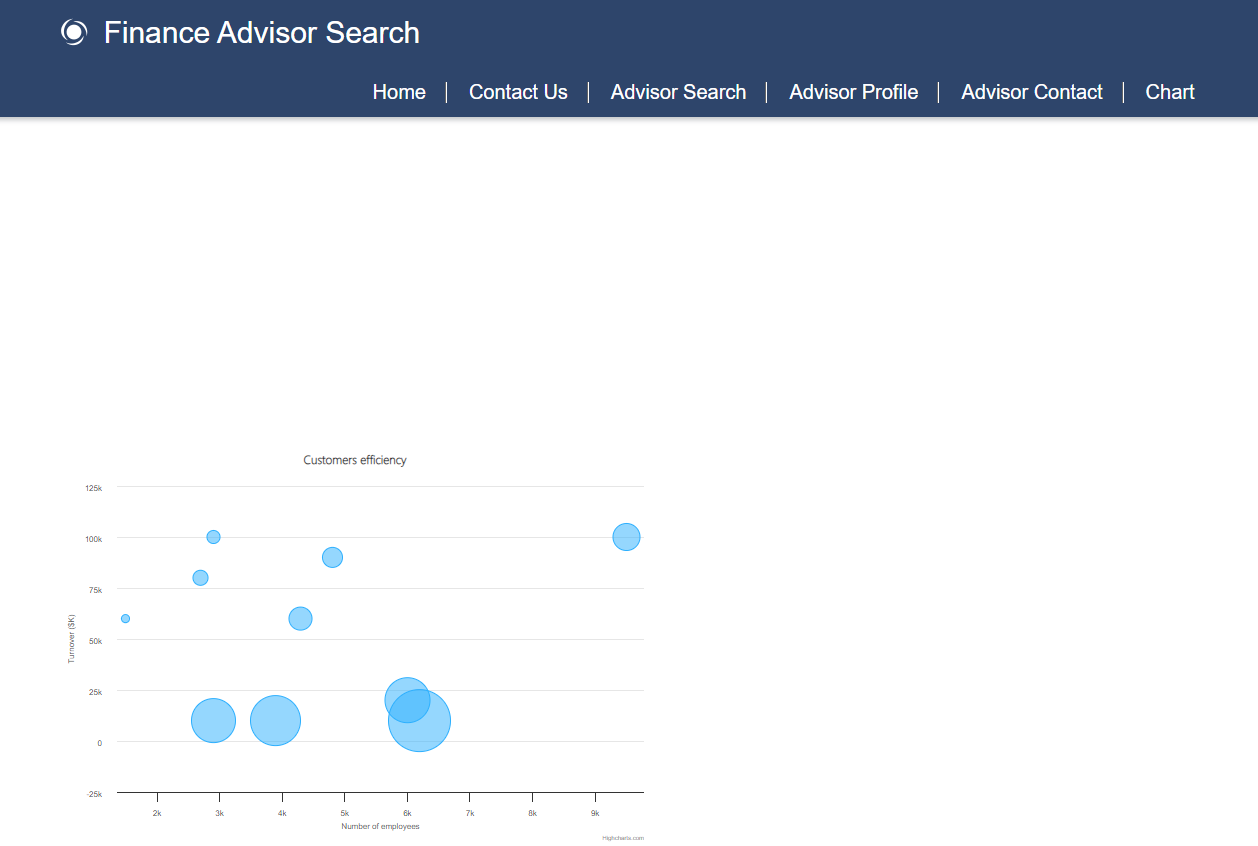 Finance Advisor Search
Home
Contact Us
Advisor Search
Advisor Profile
Advisor Contact
Chart
Customers efficiency
125k
100k
75k
50k
25k
0
-25k
Turnover ($K)
2k
3k
4k
5k
6k
7k
8k
9k
Number of employees
Highcharts.com